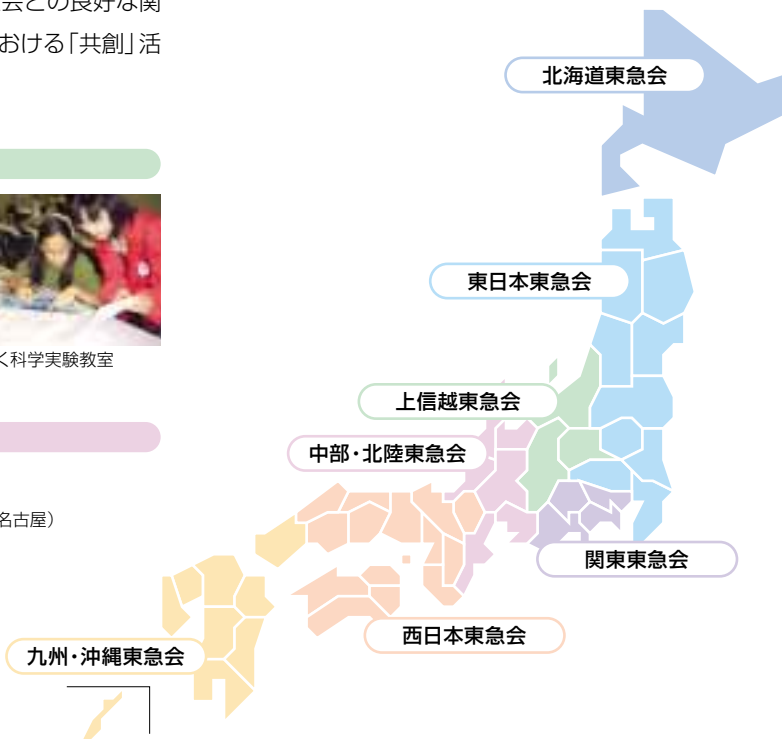 会との良好な関
おける「共創」活
く科学実験教室
名古屋）
北海道東急会
東日本東急会
上信越東急会
中部・北陸東急会
関東東急会
西日本東急会
九州・沖縄東急会